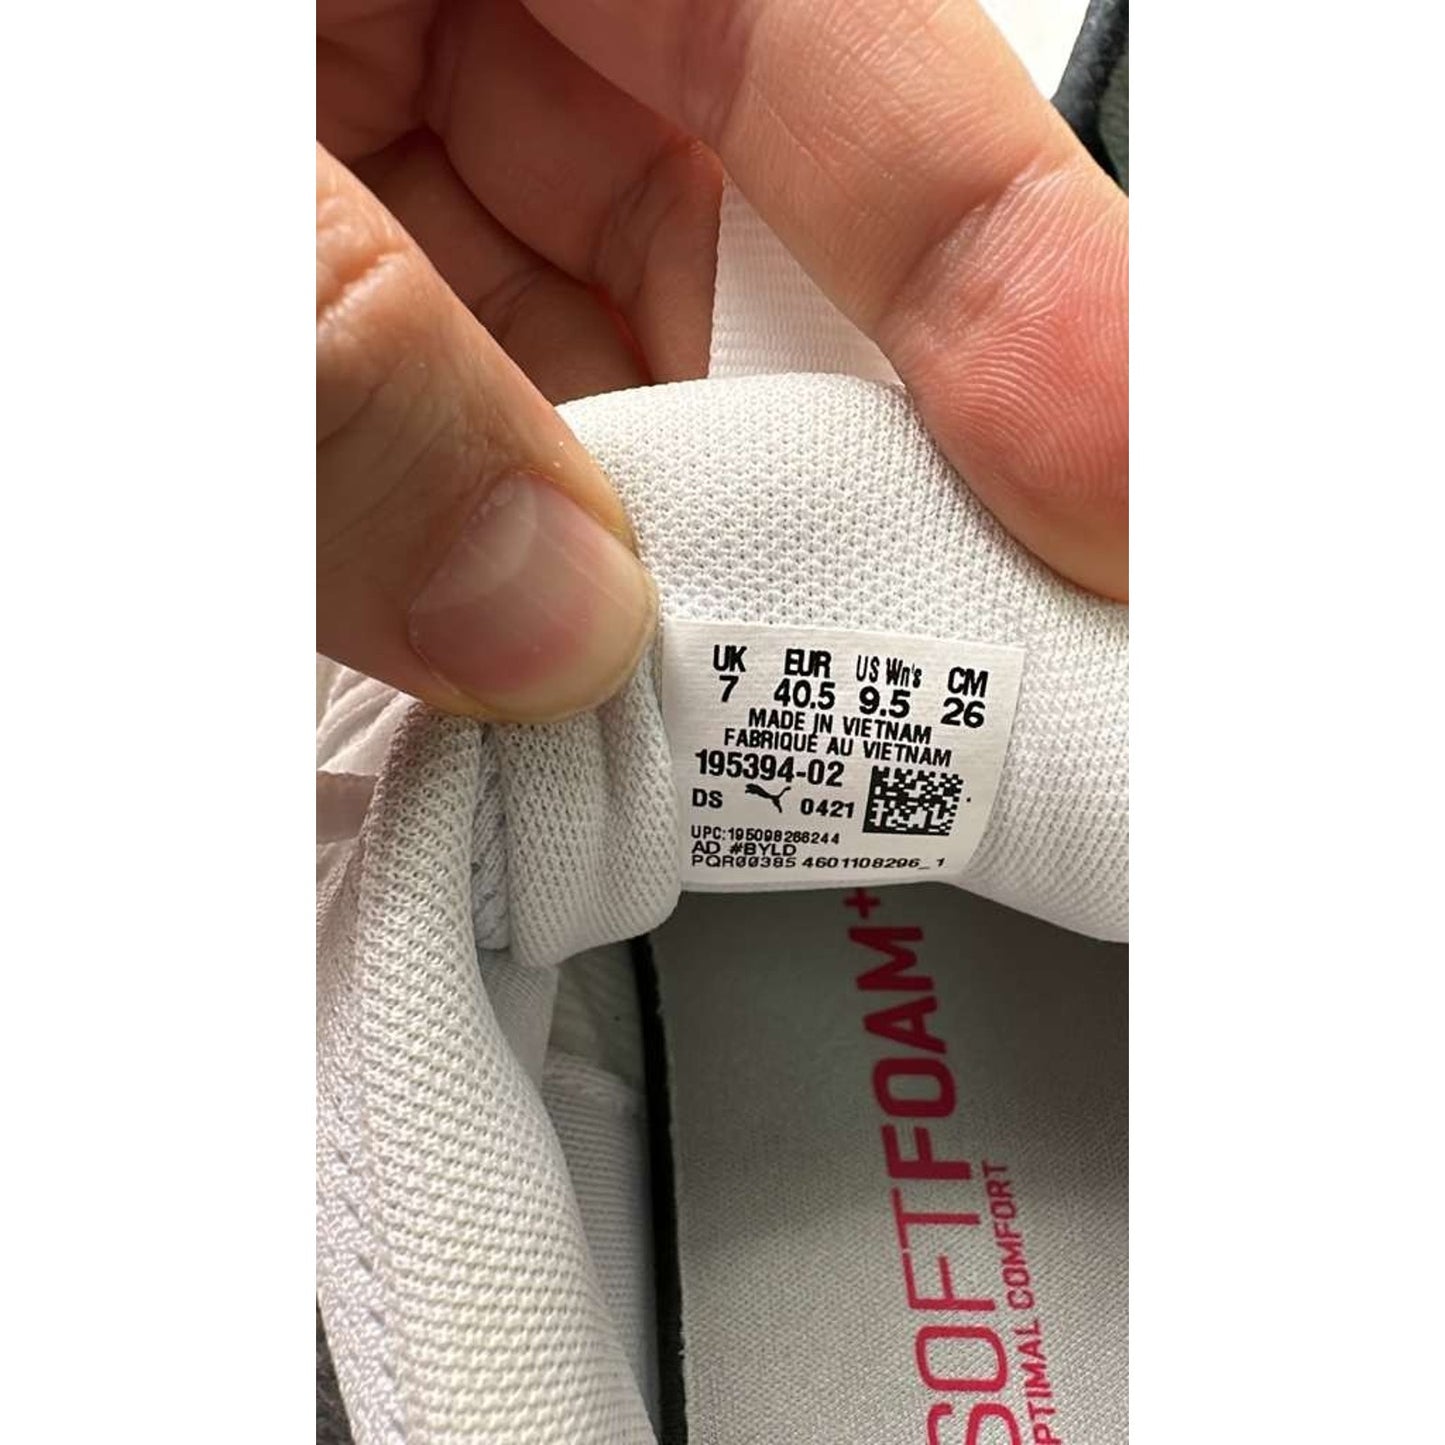 UK EUR US Wn's CM
7 40.5 9.5 26
MADE IN VIETNAM
FABRIQUÉ AU VIETNAM
195394-02
DS 0421
UPC:195098266244
AD #BYLD
PQR00385 4601108296_1
SOFTFOAM+
OPTIMAL COMFORT